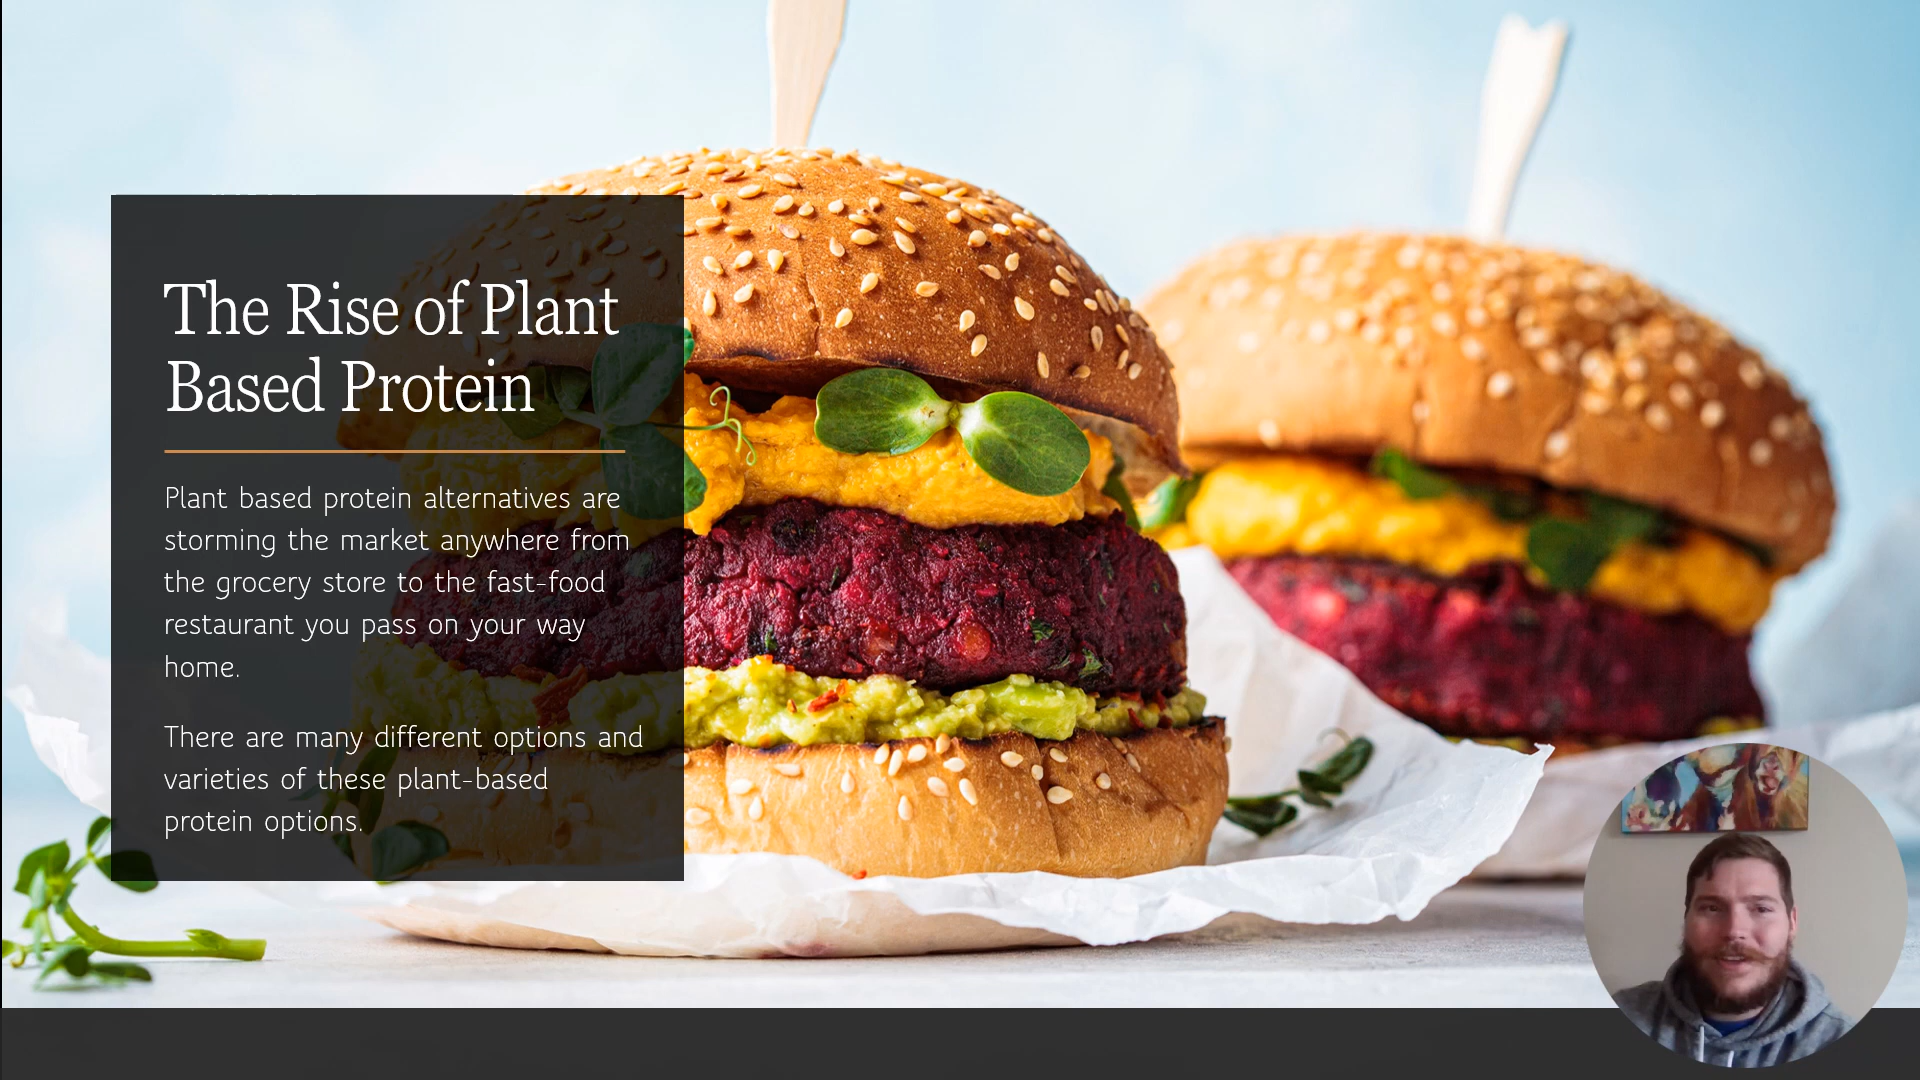 The Rise of Plant
Based Protein
Plant based protein alternatives are
storming the market anywhere from
the grocery store to the fast-food
restaurant you pass on your way
home.
There are many different options and
varieties of these plant-based
protein options.